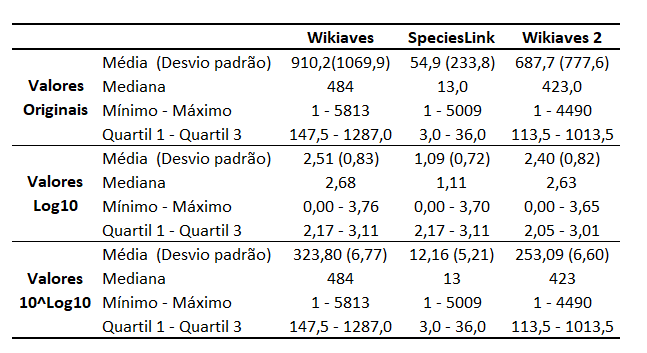 Wikiaves SpeciesLink Wikiaves 2
Valores Originais Média (Desvio padrão) 910,2(1069,9) 54,9 (233,8) 687,7 (777,6)
Mediana 484 13,0 423,0
Mínimo - Máximo 1 - 5813 1 - 5009 1 - 4490
Quartil 1 - Quartil 3 147,5 - 1287,0 3,0 - 36,0 113,5 - 1013,5
Valores Log10 Média (Desvio padrão) 2,51 (0,83) 1,09 (0,72) 2,40 (0,82)
Mediana 2,68 1,11 2,63
Mínimo - Máximo 0,00 - 3,76 0,00 - 3,70 0,00 - 3,65
Quartil 1 - Quartil 3 2,17 - 3,11 2,17 - 3,11 2,05 - 3,01
Valores 10^Log10 Média (Desvio padrão) 323,80 (6,77) 12,16 (5,21) 253,09 (6,60)
Mediana 484 13 423
Mínimo - Máximo 1 - 5813 1 - 5009 1 - 4490
Quartil 1 - Quartil 3 147,5 - 1287,0 3,0 - 36,0 113,5 - 1013,5